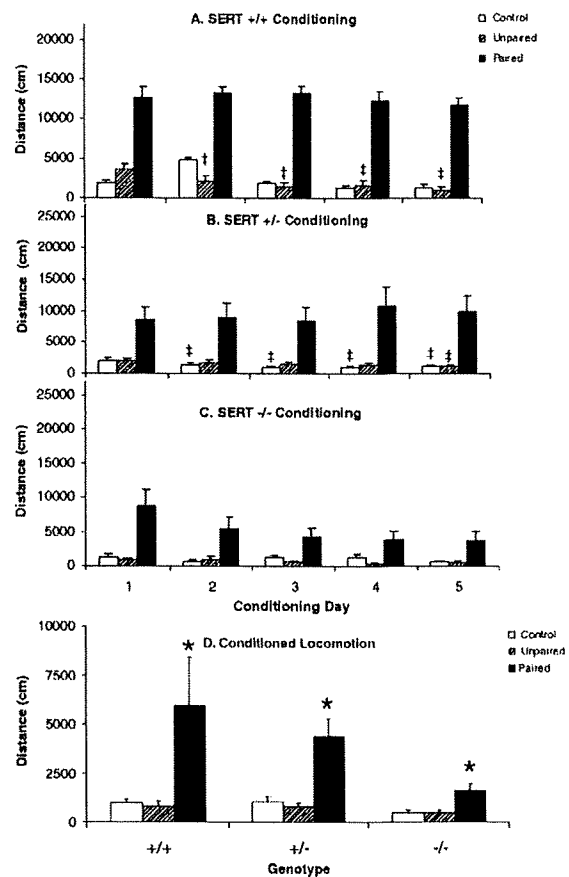 A. SERT +/+ Conditioning
Control
Unpaired
Paired
Distance (cm)
20000
15000
10000
5000
0
‡ ‡ ‡ ‡
B. SERT +/- Conditioning
Distance (cm)
25000
20000
15000
10000
5000
0
‡ ‡ ‡ ‡ ‡
C. SERT -/- Conditioning
Distance (cm)
25000
20000
15000
10000
5000
0
1 2 3 4 5
Conditioning Day
D. Conditioned Locomotion
Control
Unpaired
Paired
Distance (cm)
10000
7500
5000
2500
0
* * *
+/+ +/- -/-
Genotype